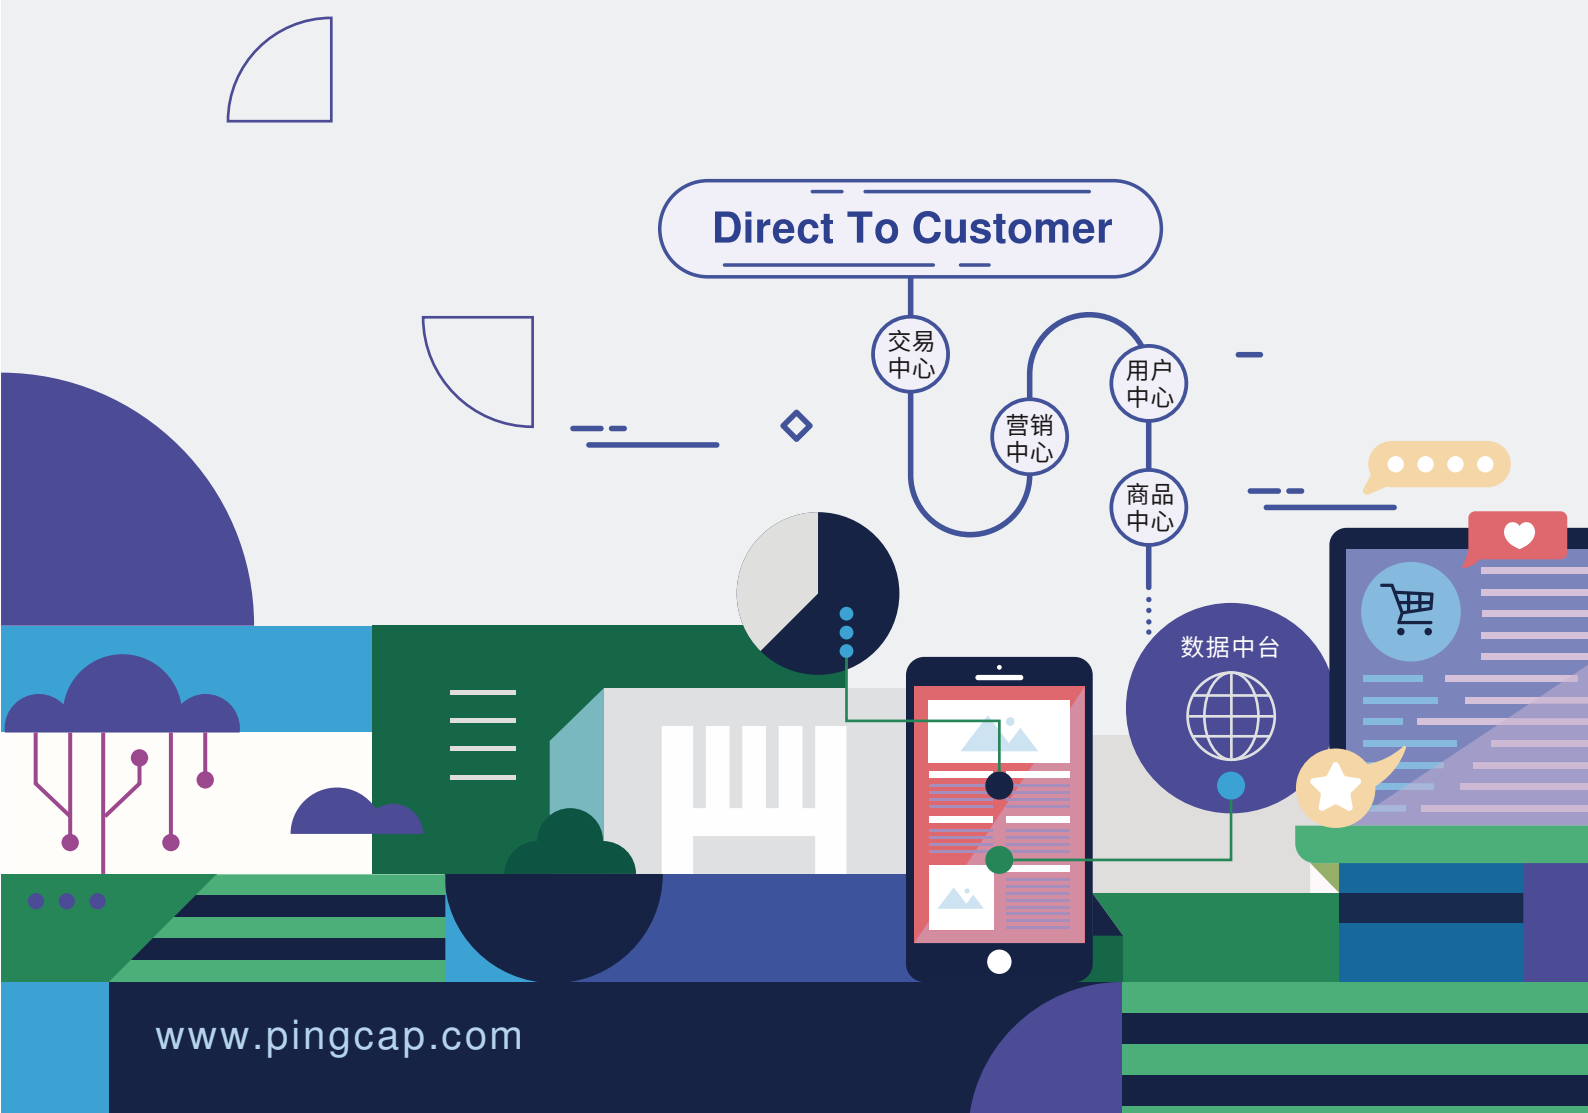 Direct To Customer
交易
中心
用户
中心
营销
中心
商品
中心
数据中台
www.pingcap.com